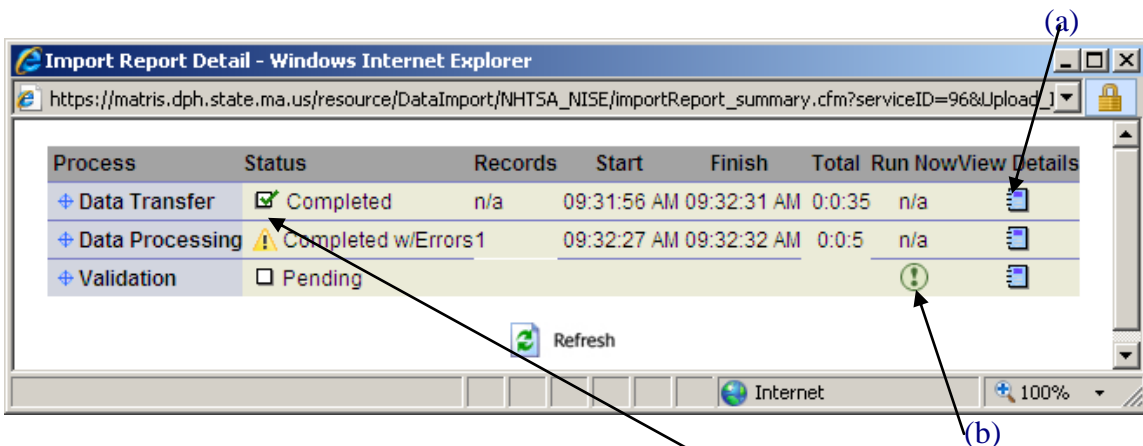 (a)
Import Report Detail - Windows Internet Explorer
https://matris.dph.state.ma.us/resource/DataImport/NHTSA_NISE/importReport_summary.cfm?serviceID=96&Upload_I
Process Status Records Start Finish Total Run Now View Details
Data Transfer Completed n/a 09:31:56 AM 09:32:31 AM 0:0:35 n/a
Data Processing Completed w/Errors 1 09:32:27 AM 09:32:32 AM 0:0:5 n/a
Validation Pending
Refresh
Internet 100%
(b)